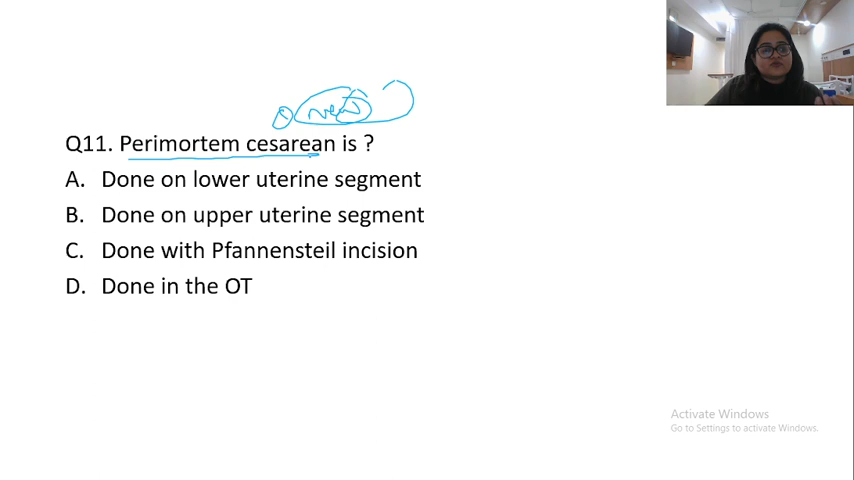 Q11. Perimortem cesarean is ?
A. Done on lower uterine segment
B. Done on upper uterine segment
C. Done with Pfannensteil incision
D. Done in the OT
Activate Windows
Go to Settings to activate Windows.